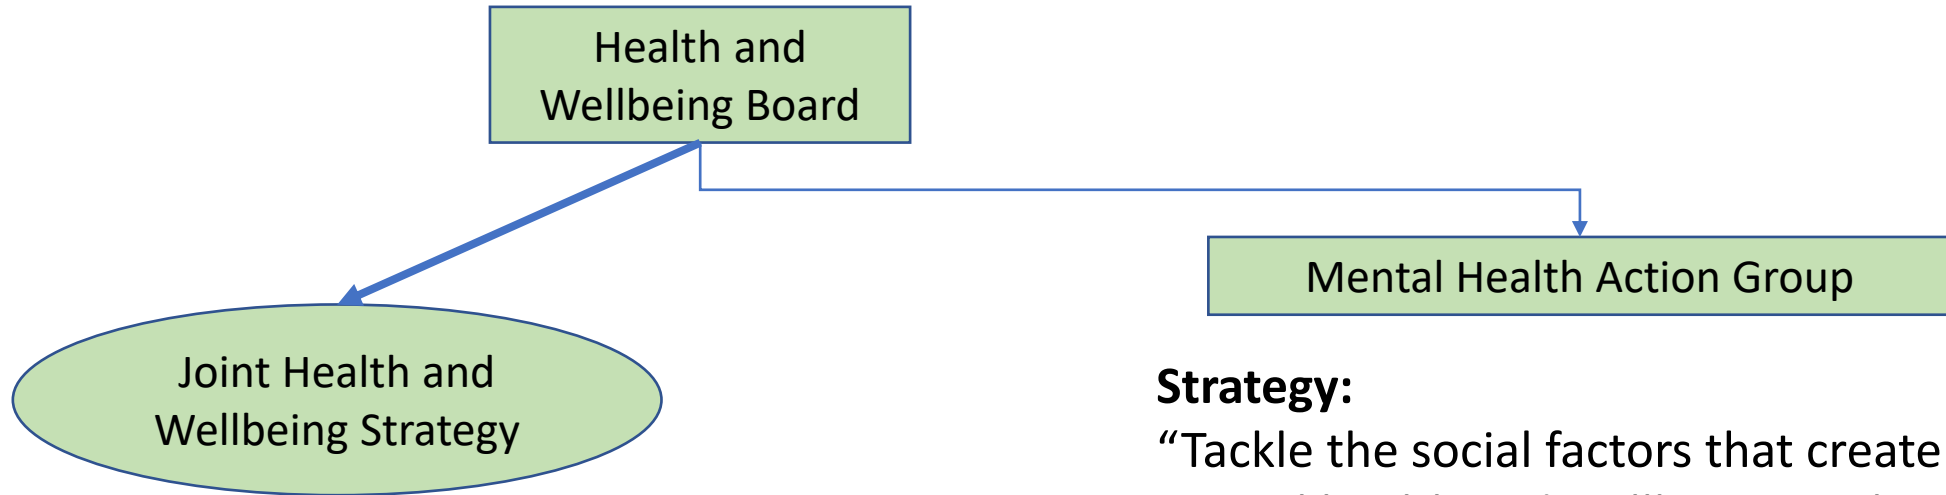 Health and
Wellbeing Board
Mental Health Action Group
Joint Health and
Wellbeing Strategy
Strategy:
“Tackle the social factors that create